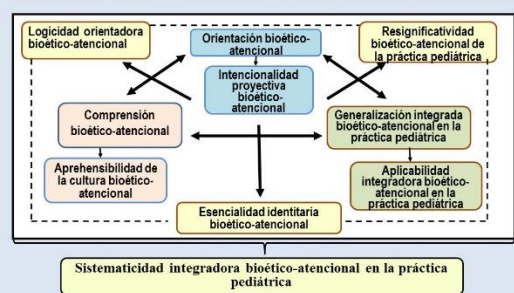 Logicidad orientadora
bioético-atencional
Orientación bioético-
atencional
Resignificatividad
bioético-atencional de
la práctica pediátrica
Intencionalidad
proyectiva
bioético-
atencional
Comprensión
bioético-atencional
Generalización integrada
bioético-atencional en la
práctica pediátrica
Aprehensibilidad de
la cultura bioético-
atencional
Aplicabilidad
integradora bioético-
atencional en la
práctica pediátrica
Esencialidad identitaria
bioético-atencional
Sistematicidad integradora bioético-atencional en la práctica
pediátrica